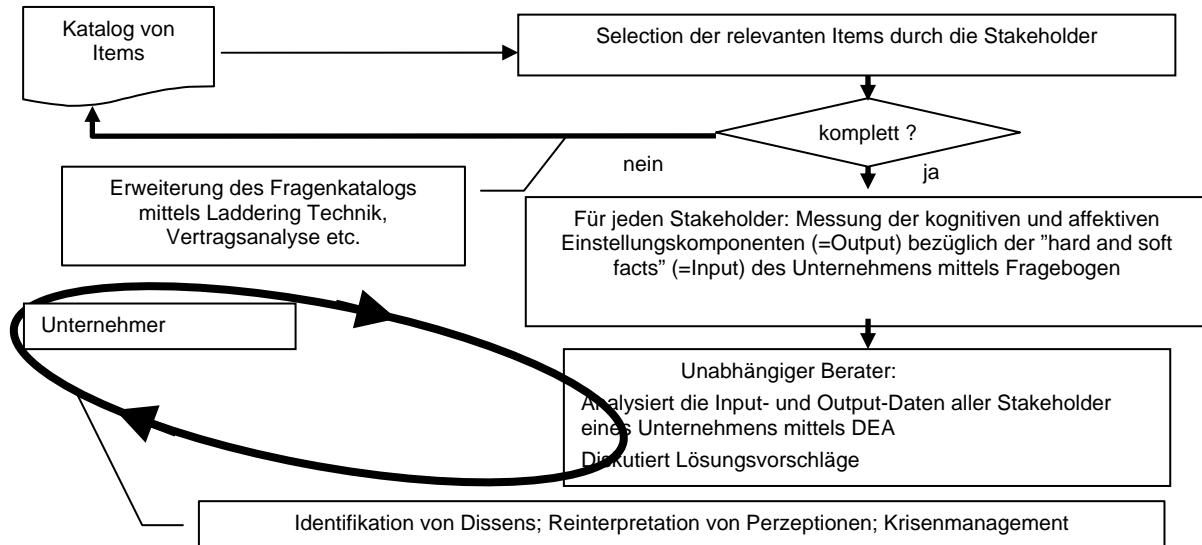 Katalog von
Items
Selection der relevanten Items durch die Stakeholder
komplett ?
nein
ja
Erweiterung des Fragenkatalogs
mittels Laddering Technik,
Vertragsanalyse etc.
Für jeden Stakeholder: Messung der kognitiven und affektiven
Einstellungskomponenten (=Output) bezüglich der ”hard and soft
facts” (=Input) des Unternehmens mittels Fragebogen
Unternehmer
Unabhängiger Berater:
Analysiert die Input- und Output-Daten aller Stakeholder
eines Unternehmens mittels DEA
Diskutiert Lösungsvorschläge
Identifikation von Dissens; Reinterpretation von Perzeptionen; Krisenmanagement